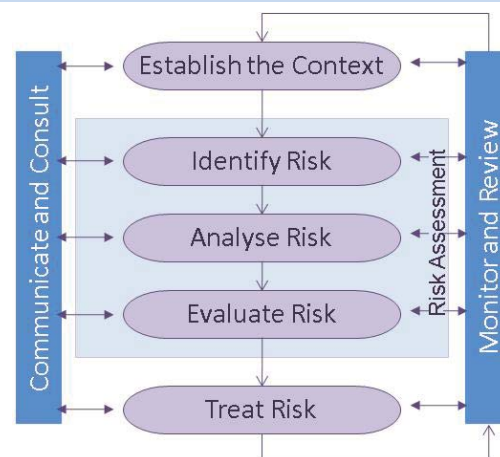 Establish the Context
Identify Risk
Analyse Risk
Evaluate Risk
Treat Risk
Communicate and Consult
Risk Assessment
Monitor and Review